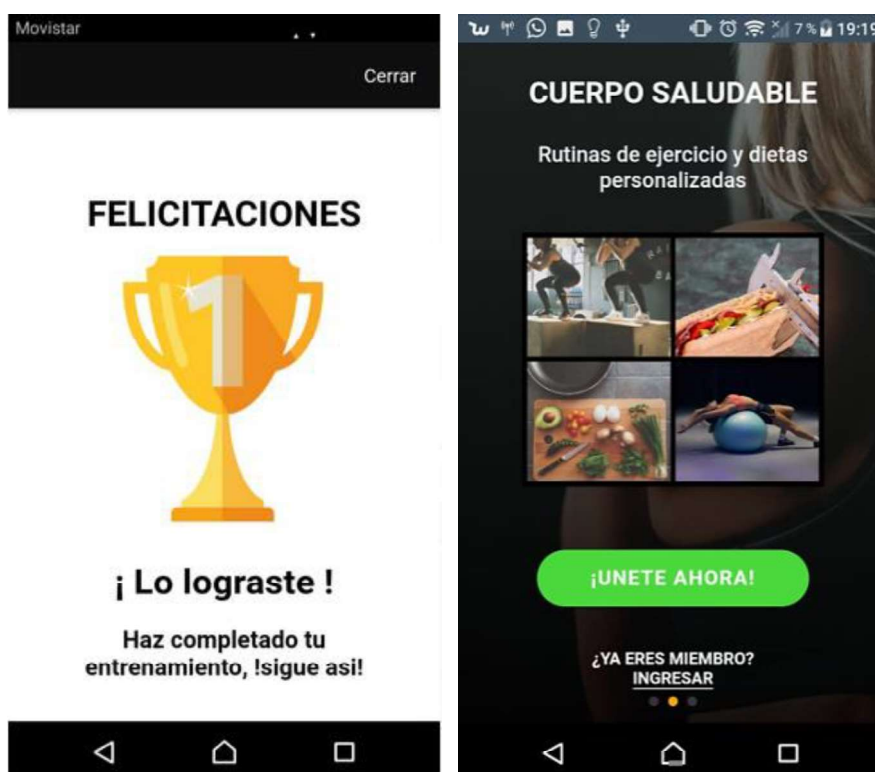 Movistar
Cerrar
FELICITACIONES
1
¡ Lo lograste !
Haz completado tu
entrenamiento, !sigue asi!
7 % 19:19
CUERPO SALUDABLE
Rutinas de ejercicio y dietas
personalizadas
¡UNETE AHORA!
¿YA ERES MIEMBRO?
INGRESAR